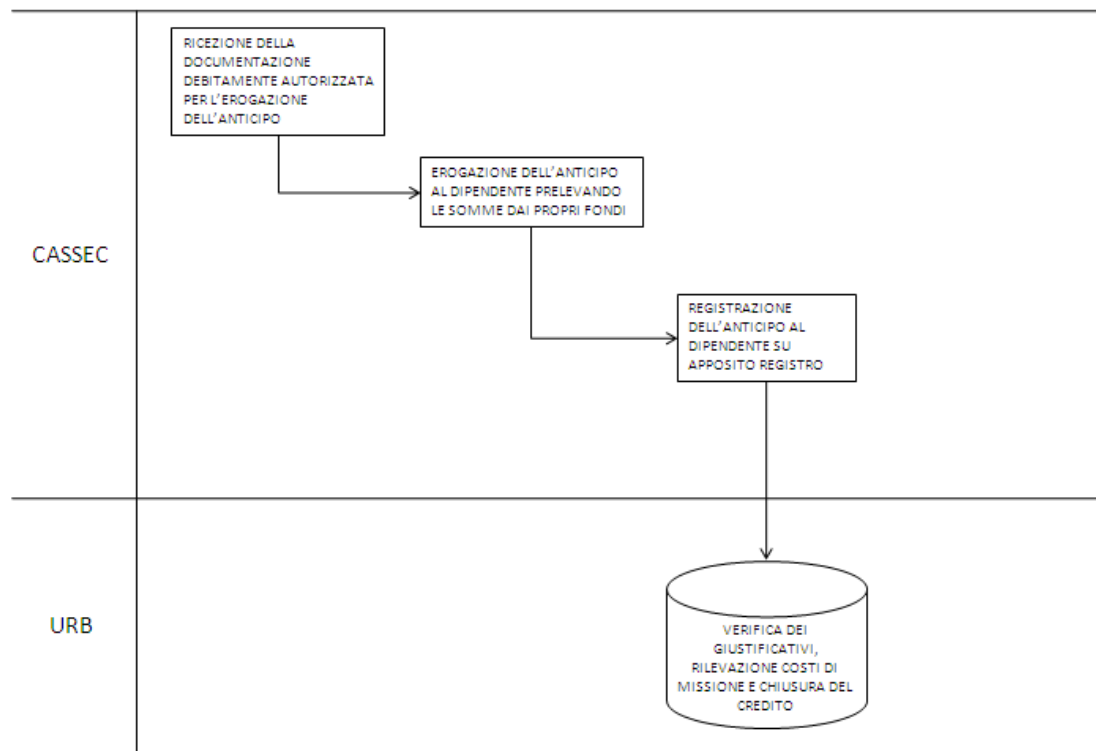 RICEZIONE DELLA
DOCUMENTAZIONE
DEBITAMENTE AUTORIZZATA
PER L'EROGAZIONE
DELL'ANTICIPO
EROGAZIONE DELL'ANTICIPO
AL DIPENDENTE PRELEVANDO
LE SOMME DAI PROPRI FONDI
CASSEC
REGISTRAZIONE
DELL'ANTICIPO AL
DIPENDENTE SU
APPOSITO REGISTRO
URB
VERIFICA DEI
GIUSTIFICATIVI,
RILEVAZIONE COSTI DI
MISSIONE E CHIUSURA DEL
CREDITO